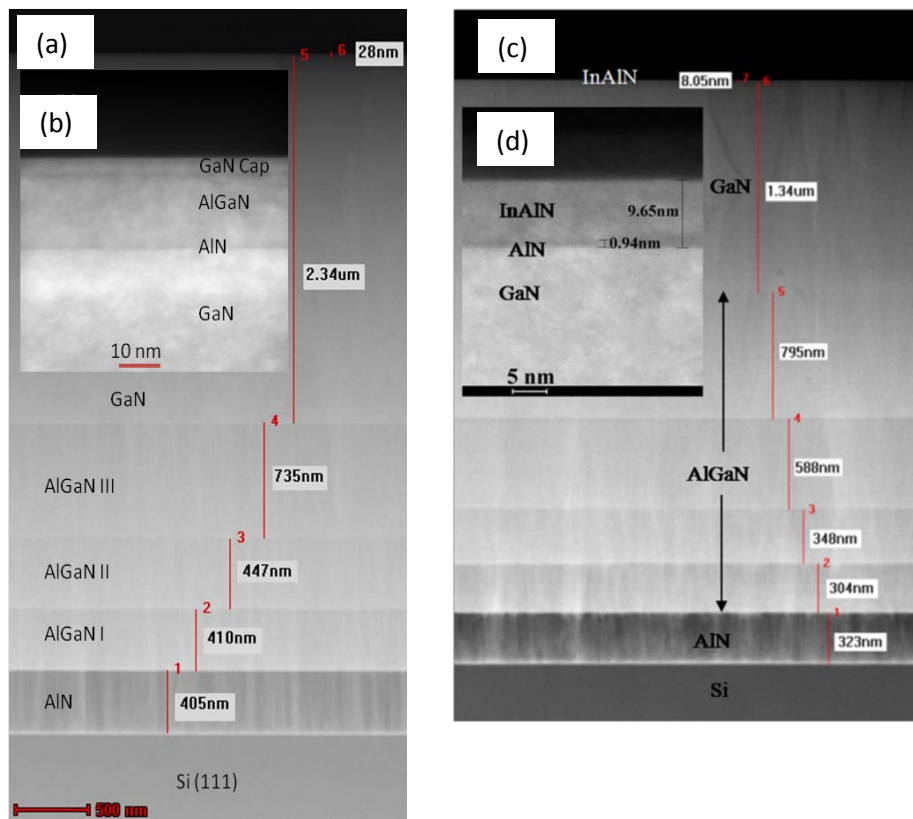 (a)
5
6
28nm
(b)
GaN Cap
AlGaN
AlN
GaN
10 nm
2.34um
GaN
4
AlGaN III
735nm
3
AlGaN II
447nm
2
AlGaN I
410nm
1
AlN
405nm
Si (111)
500 nm
(c)
InAlN
8.05nm
7
6
(d)
GaN
1.34um
InAlN
9.65nm
AlN
0.94nm
GaN
5 nm
5
795nm
4
AlGaN
588nm
3
348nm
2
304nm
1
AlN
323nm
Si